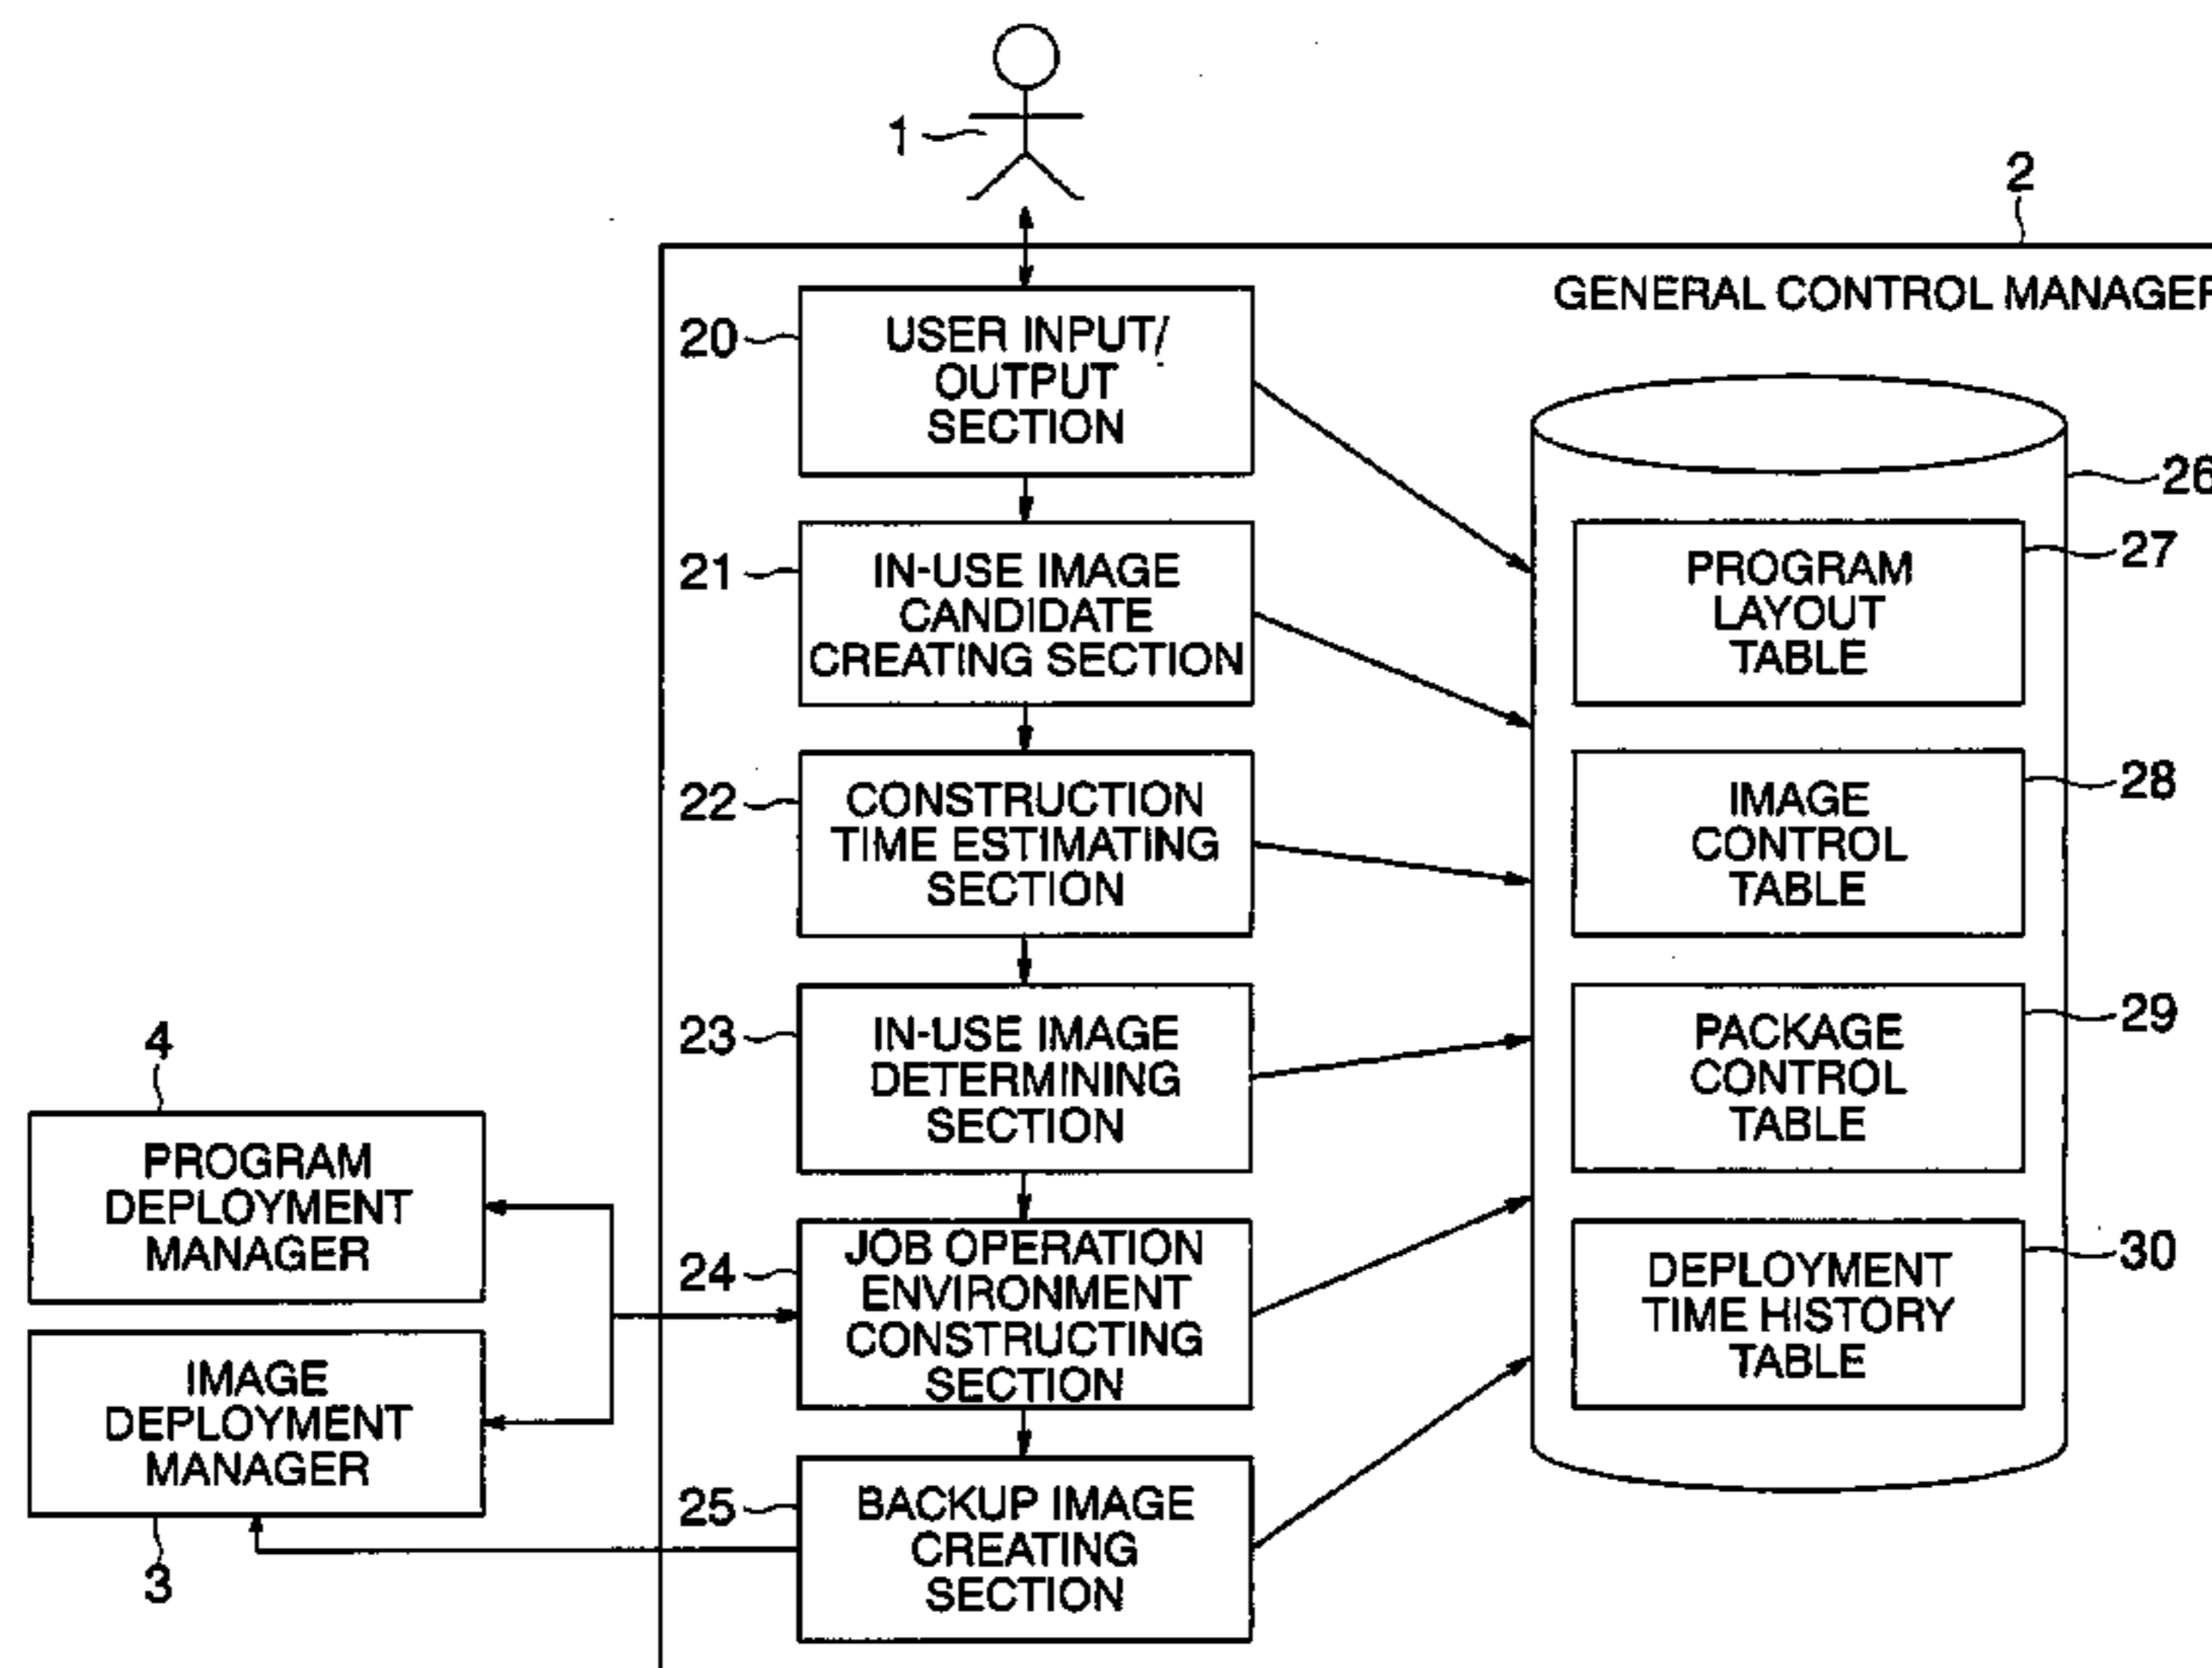 1
2
GENERAL CONTROL MANAGER
20
USER INPUT/
OUTPUT
SECTION
26
21
IN-USE IMAGE
CANDIDATE
CREATING SECTION
PROGRAM
LAYOUT
TABLE
27
22
CONSTRUCTION
TIME ESTIMATING
SECTION
IMAGE
CONTROL
TABLE
28
23
IN-USE IMAGE
DETERMINING
SECTION
PACKAGE
CONTROL
TABLE
29
4
PROGRAM
DEPLOYMENT
MANAGER
24
JOB OPERATION
ENVIRONMENT
CONSTRUCTING
SECTION
DEPLOYMENT
TIME HISTORY
TABLE
30
IMAGE
DEPLOYMENT
MANAGER
3
25
BACKUP IMAGE
CREATING
SECTION